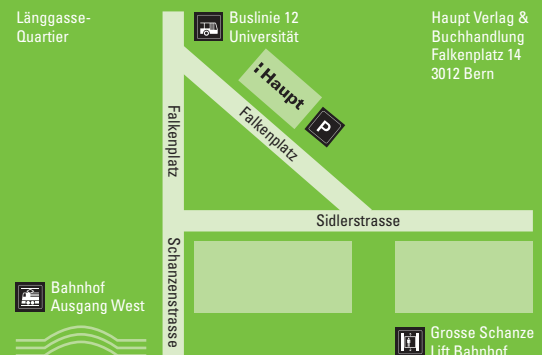 Länggasse-
Quartier
Buslinie 12
Universität
Haupt Verlag &
Buchhandlung
Falkenplatz 14
3012 Bern
Haupt
P
Falkenplatz
Falkenplatz
Sidlerstrasse
Schanzenstrasse
Bahnhof
Ausgang West
Grosse Schanze
Lift Bahnhof